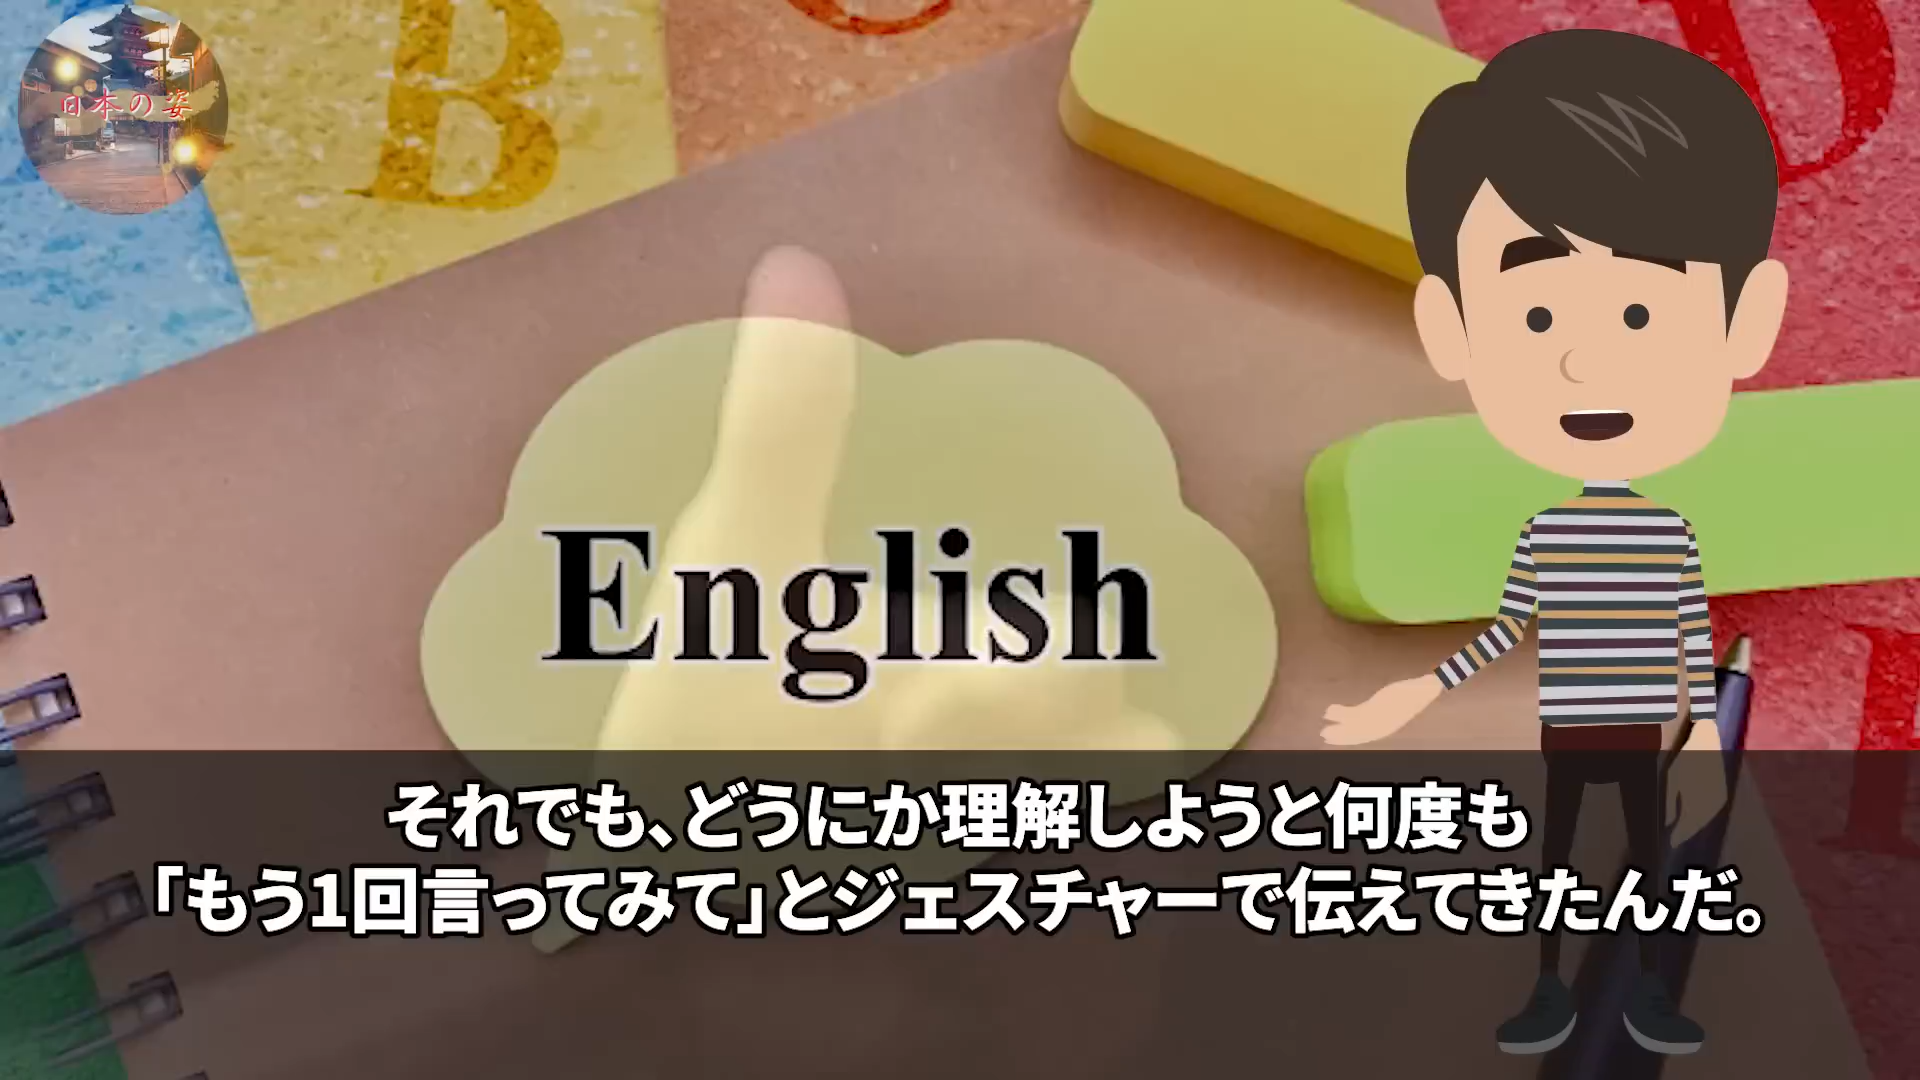 日本の姿
B
English
それでも、どうにか理解しようと何度も
「もう1回言ってみて」とジェスチャーで伝えてきたんだ。